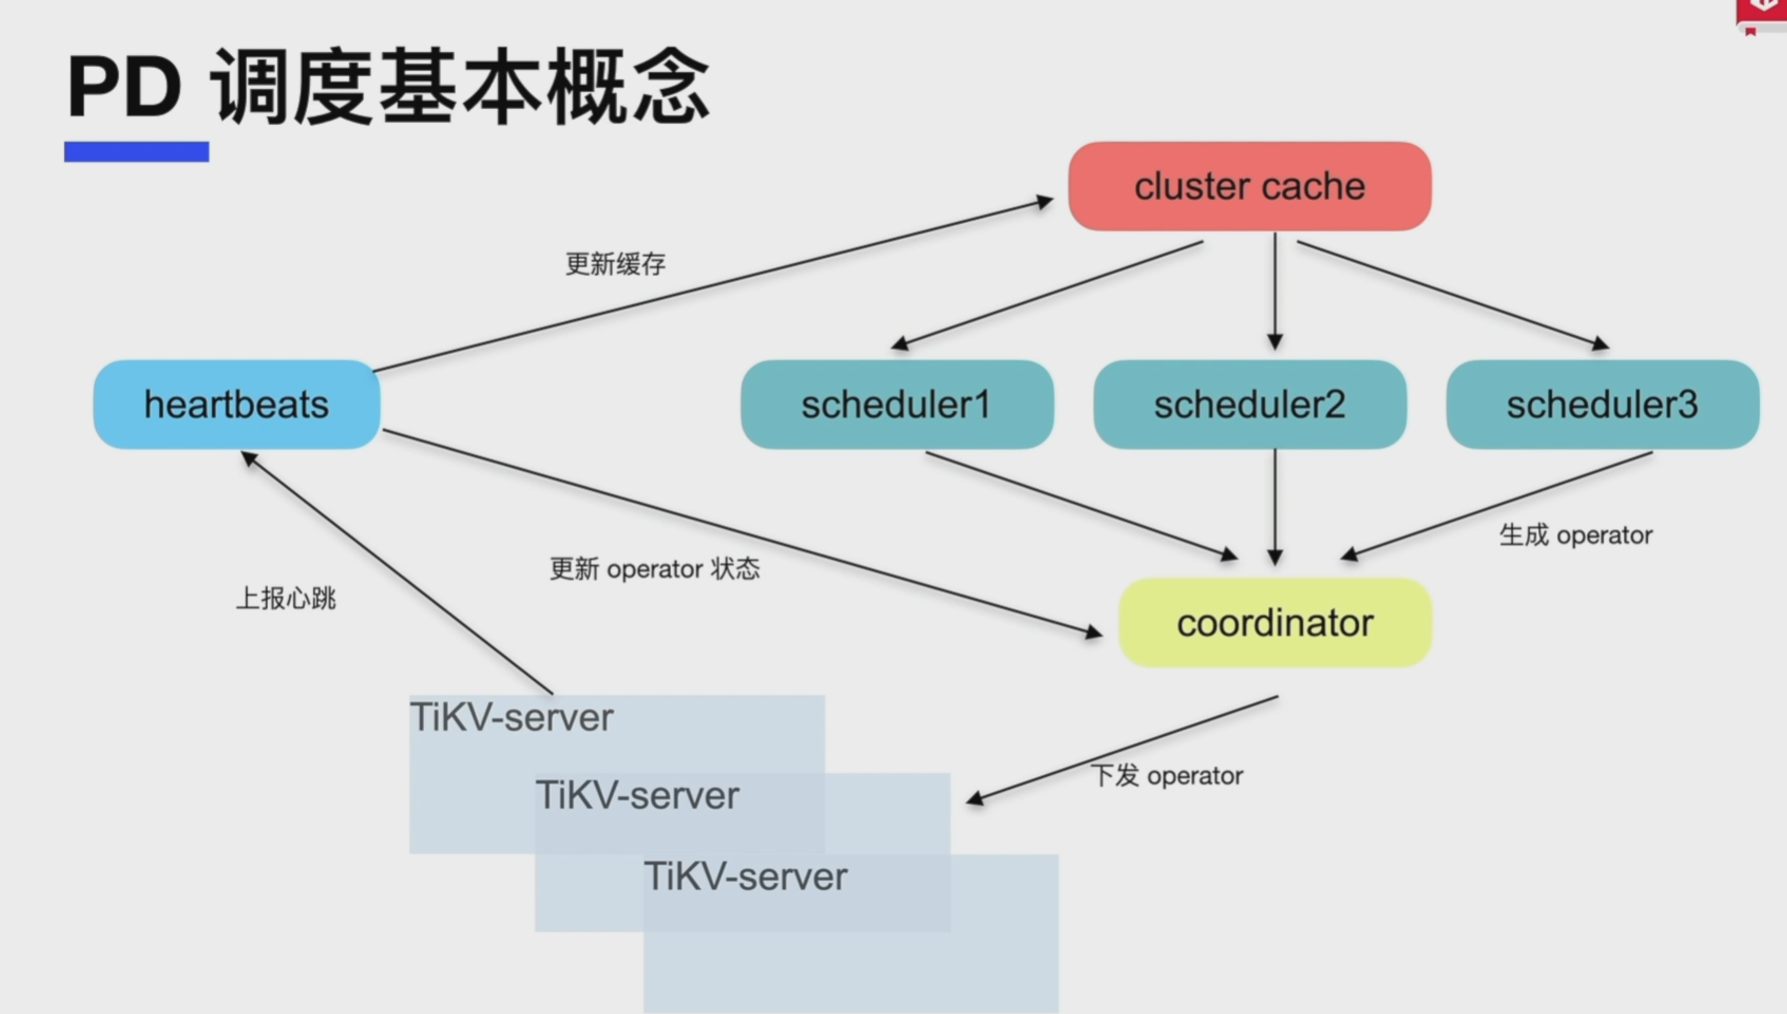 PD 调度基本概念
cluster cache
更新缓存
heartbeats
scheduler1
scheduler2
scheduler3
生成 operator
更新 operator 状态
上报心跳
coordinator
TiKV-server
下发 operator
TiKV-server
TiKV-server